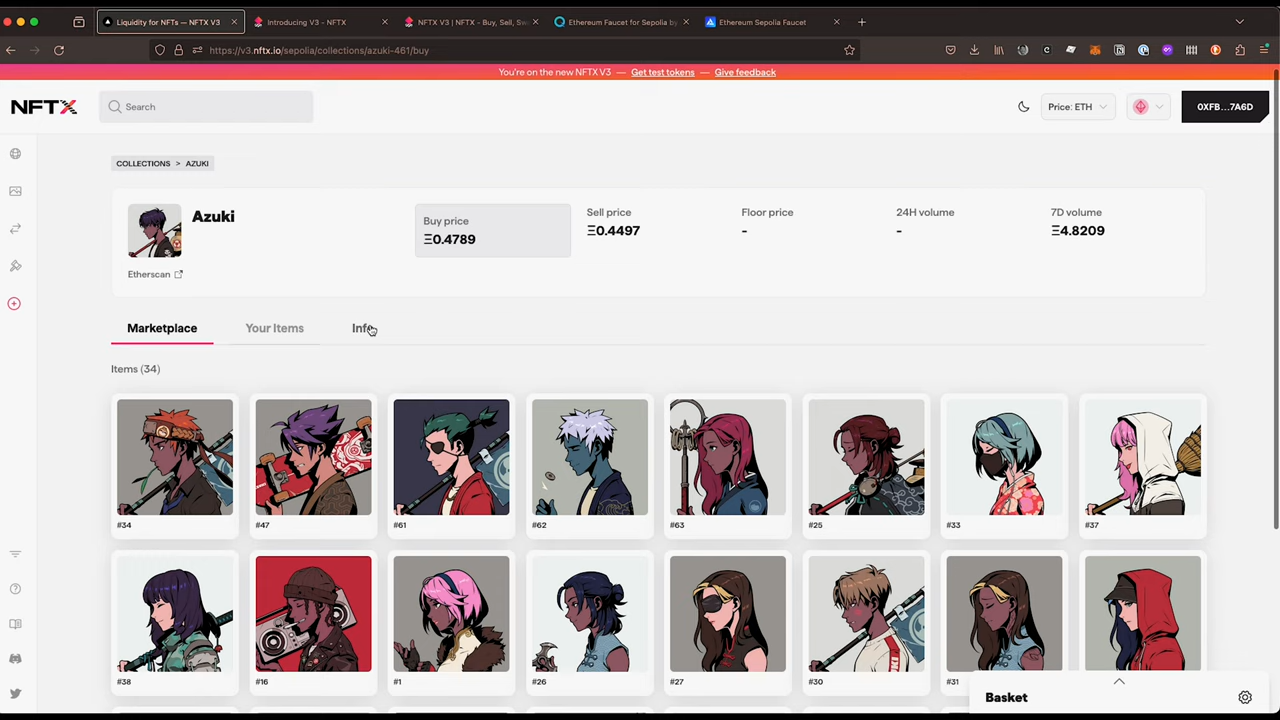 Liquidity for NFTs — NFTX V3
Introducing V3 - NFTX
NFTX V3 | NFTX - Buy, Sell, Sw
Ethereum Faucet for Sepolia by
Ethereum Sepolia Faucet
https://v3.nftx.io/sepolia/collections/azuki-461/buy
You're on the new NFTX V3 — Get test tokens — Give feedback
NFTX
Search
Price: ETH
0XFB...7A6D
COLLECTIONS > AZUKI
Azuki
Etherscan
Buy price
Ξ0.4789
Sell price
Ξ0.4497
Floor price
-
24H volume
-
7D volume
Ξ4.8209
Marketplace
Your Items
Info
Items (34)
#34
#47
#61
#62
#63
#25
#33
#37
#38
#16
#1
#26
#27
#30
#31
Basket